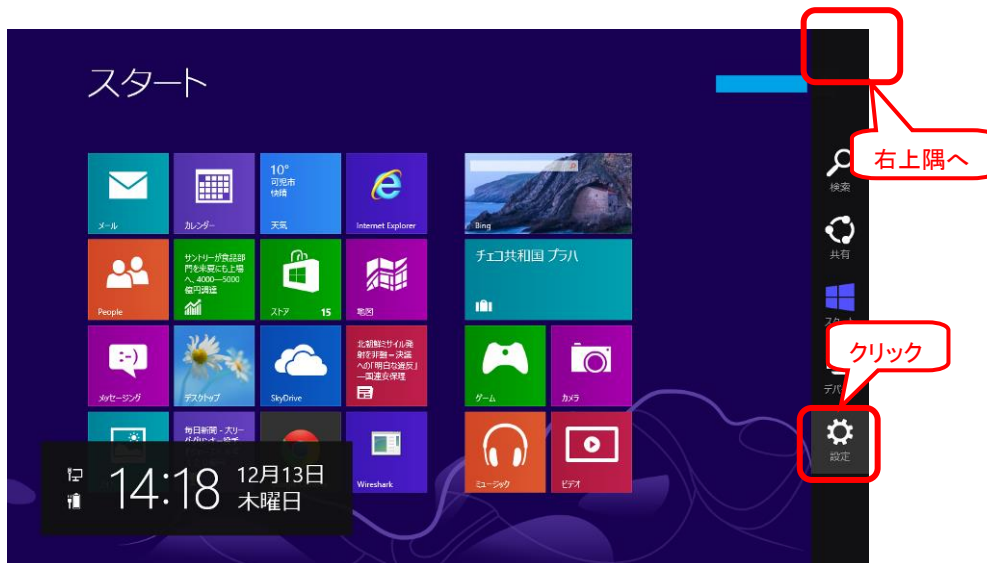 スタート
右上隅へ
検索
共有
クリック
設定
メール
カレンダー
10°
可児市
快晴
天気
Internet Explorer
Bing
People
サントリーが食品部
門を来夏にも上場
へ、4000―5000
億円調達
ストア 15
地図
チェコ共和国 プラハ
メッセージング
デスクトップ
SkyDrive
北朝鮮ミサイル発
射を非難＝決議
への「明白な違反」
―国連安保理
ゲーム
カメラ
毎日新聞 - 大リー
Wireshark
ミュージック
ビデオ
14:18
12月13日
木曜日